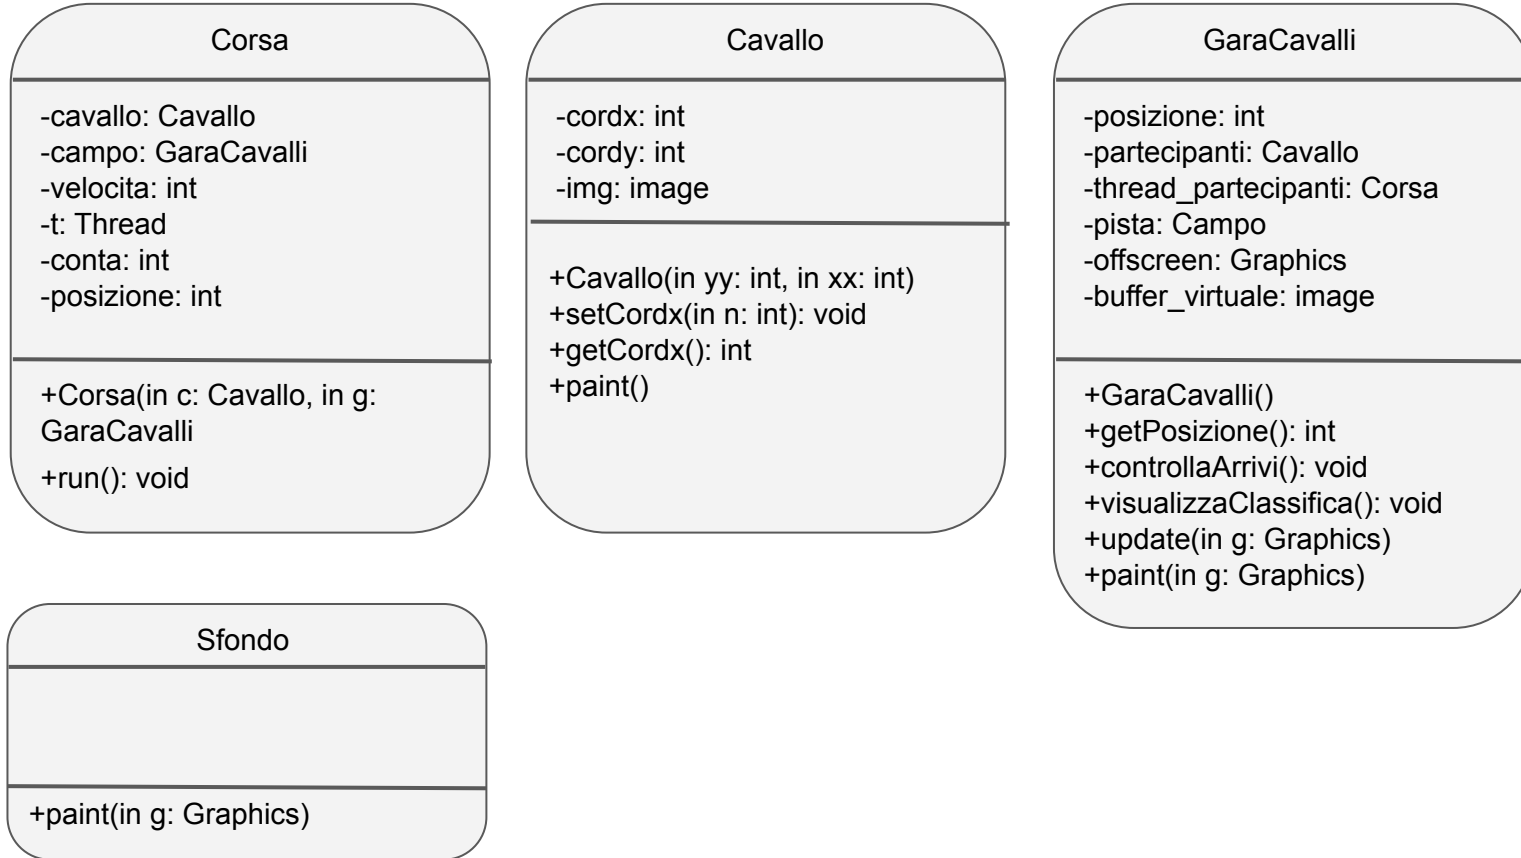 Corsa
-cavallo: Cavallo
-campo: GaraCavalli
-velocita: int
-t: Thread
-conta: int
-posizione: int
+Corsa(in c: Cavallo, in g:
GaraCavalli
+run(): void
Cavallo
-cordx: int
-cordy: int
-img: image
+Cavallo(in yy: int, in xx: int)
+setCordx(in n: int): void
+getCordx(): int
+paint()
GaraCavalli
-posizione: int
-partecipanti: Cavallo
-thread_partecipanti: Corsa
-pista: Campo
-offscreen: Graphics
-buffer_virtuale: image
+GaraCavalli()
+getPosizione(): int
+controllaArrivi(): void
+visualizzaClassifica(): void
+update(in g: Graphics)
+paint(in g: Graphics)
Sfondo
+paint(in g: Graphics)